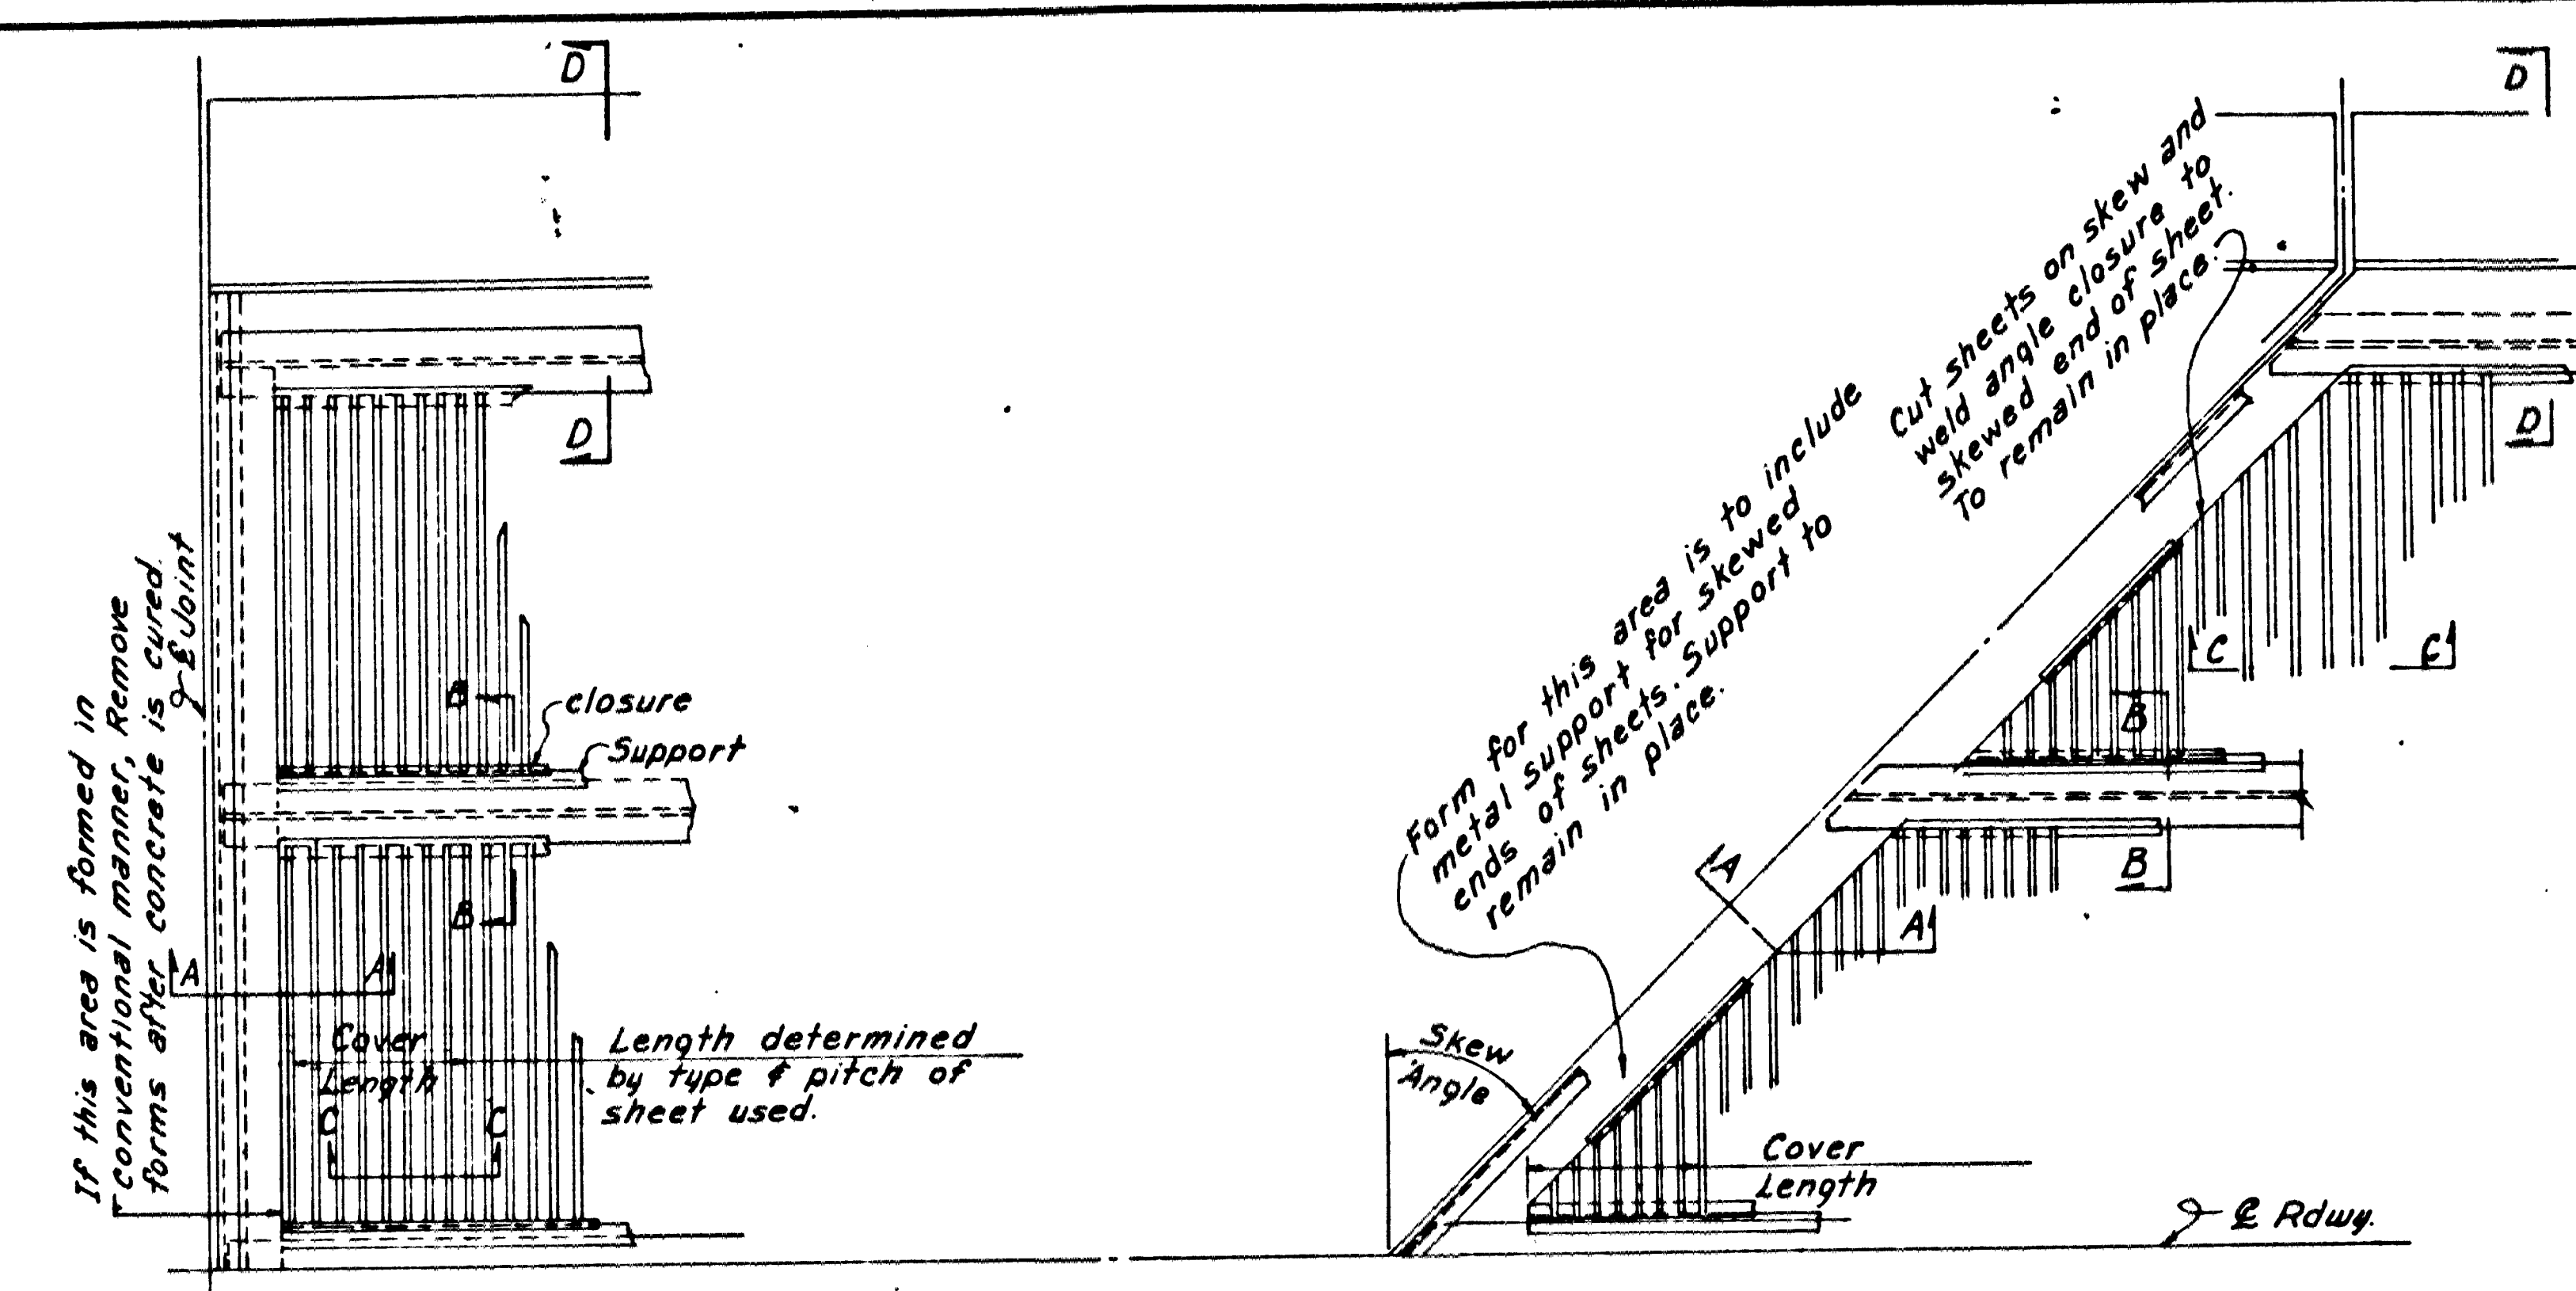 D
D
If this area is formed in
conventional manner, Remove
forms after concrete is cured.
℄ Joint
B
closure
Support
B
A
A
Cover
Length
Length determined
by type & pitch of
sheet used.
C
C
D
Cut sheets on skew and
weld angle closure to
skewed end of sheet.
To remain in place.
D
Form for this area is to include
metal support for skewed
ends of sheets. Support to
remain in place.
C
C
B
B
A
A
Skew
Angle
Cover
Length
℄ Rdwy.